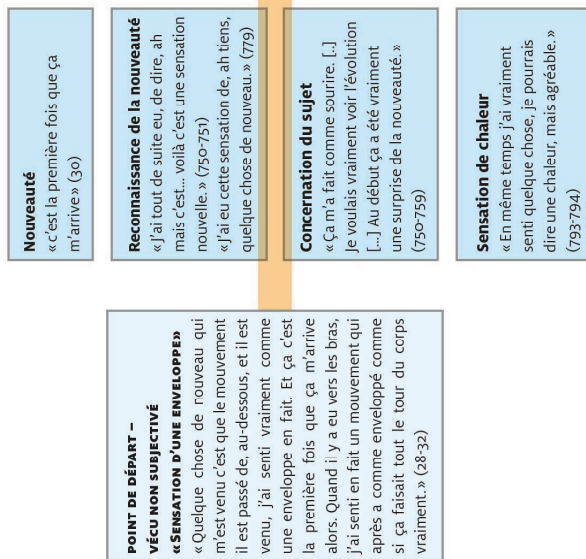 POINT DE DÉPART –
VÉCU NON SUBJECTIVÉ
«SENSATION D'UNE ENVELOPPE»
« Quelque chose de nouveau qui
m'est venu c'est que le mouvement
il est passé de, au-dessous, et il est
venu, j'ai senti vraiment comme
une enveloppe en fait. Et ça c'est
la première fois que ça m'arrive
alors. Quand il y a eu vers les bras,
j'ai senti en fait un mouvement qui
après a comme enveloppé comme
si ça faisait tout le tour du corps
vraiment. » (28-32)
Nouveauté
« c'est la première fois que ça
m'arrive » (30)
Reconnaissance de la nouveauté
« J'ai tout de suite eu, de dire, ah
mais c'est... voilà c'est une sensation
nouvelle. » (750-751)
« J'ai eu cette sensation de, ah tiens,
quelque chose de nouveau. » (779)
Concernation du sujet
« Ça m'a fait comme sourire. [..]
Je voulais vraiment voir l'évolution
[...] Au début ça a été vraiment
une surprise de la nouveauté. »
(750-759)
Sensation de chaleur
« En même temps j'ai vraiment
senti quelque chose, je pourrais
dire une chaleur, mais agréable. »
(793-794)